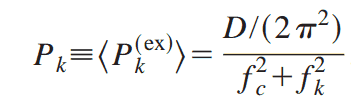 P_k ≡ ⟨P_k^(ex)⟩ = D/(2π²) / f_c² + f_k²